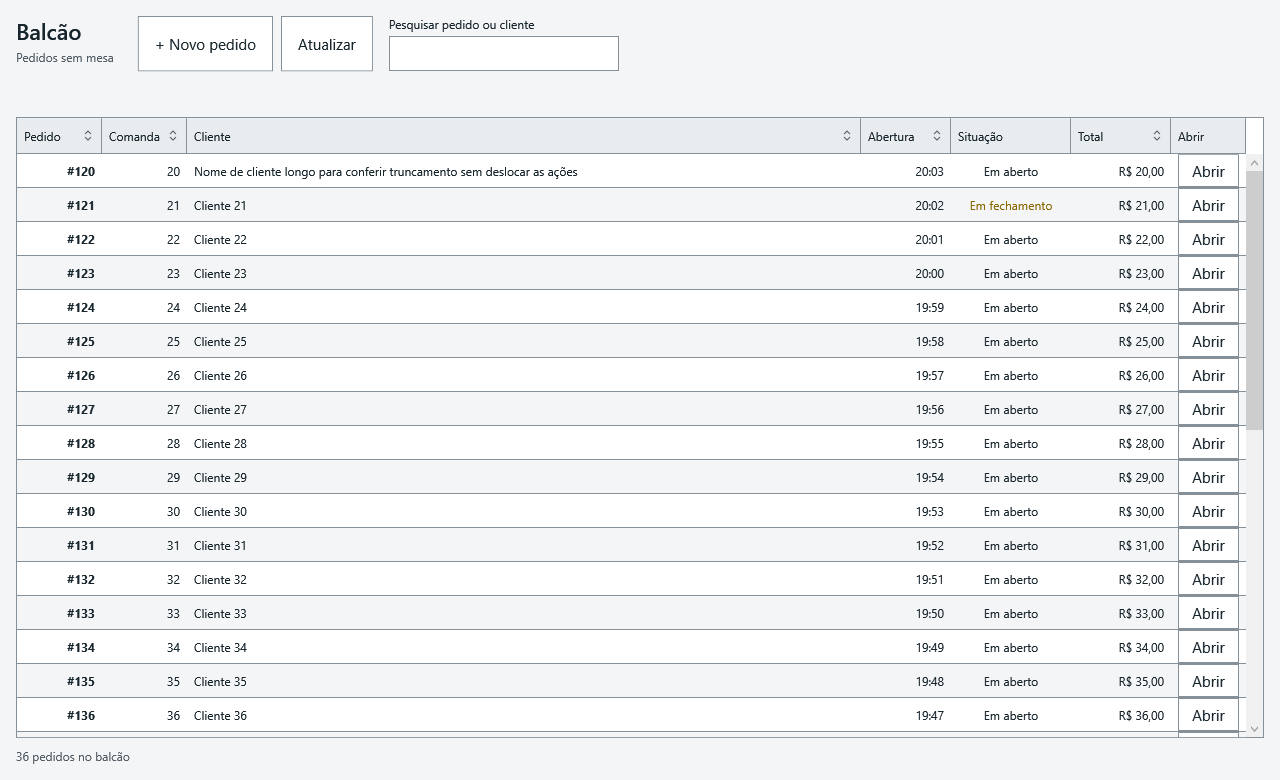 Balcão
Pedidos sem mesa
+ Novo pedido
Atualizar
Pesquisar pedido ou cliente
Pedido Comanda Cliente Abertura Situação Total Abrir
#120 20 Nome de cliente longo para conferir truncamento sem deslocar as ações 20:03 Em aberto R$ 20,00 Abrir
#121 21 Cliente 21 20:02 Em fechamento R$ 21,00 Abrir
#122 22 Cliente 22 20:01 Em aberto R$ 22,00 Abrir
#123 23 Cliente 23 20:00 Em aberto R$ 23,00 Abrir
#124 24 Cliente 24 19:59 Em aberto R$ 24,00 Abrir
#125 25 Cliente 25 19:58 Em aberto R$ 25,00 Abrir
#126 26 Cliente 26 19:57 Em aberto R$ 26,00 Abrir
#127 27 Cliente 27 19:56 Em aberto R$ 27,00 Abrir
#128 28 Cliente 28 19:55 Em aberto R$ 28,00 Abrir
#129 29 Cliente 29 19:54 Em aberto R$ 29,00 Abrir
#130 30 Cliente 30 19:53 Em aberto R$ 30,00 Abrir
#131 31 Cliente 31 19:52 Em aberto R$ 31,00 Abrir
#132 32 Cliente 32 19:51 Em aberto R$ 32,00 Abrir
#133 33 Cliente 33 19:50 Em aberto R$ 33,00 Abrir
#134 34 Cliente 34 19:49 Em aberto R$ 34,00 Abrir
#135 35 Cliente 35 19:48 Em aberto R$ 35,00 Abrir
#136 36 Cliente 36 19:47 Em aberto R$ 36,00 Abrir
36 pedidos no balcão